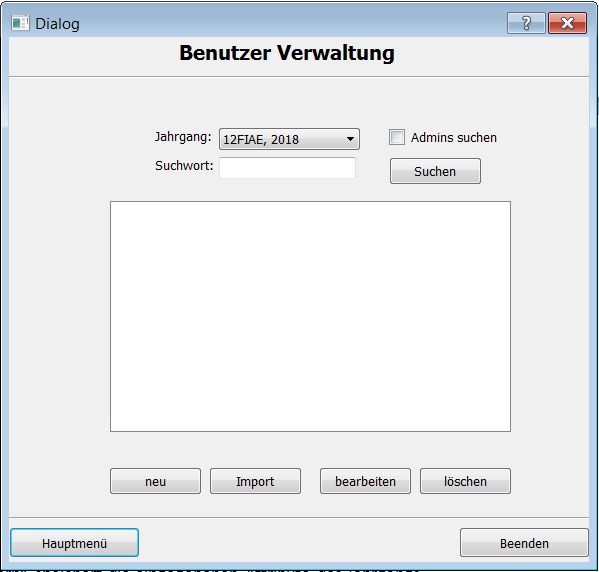 Dialog
Benutzer Verwaltung
Jahrgang: 12FIAE, 2018 Admins suchen
Suchwort: Suchen
neu Import bearbeiten löschen
Hauptmenü Beenden